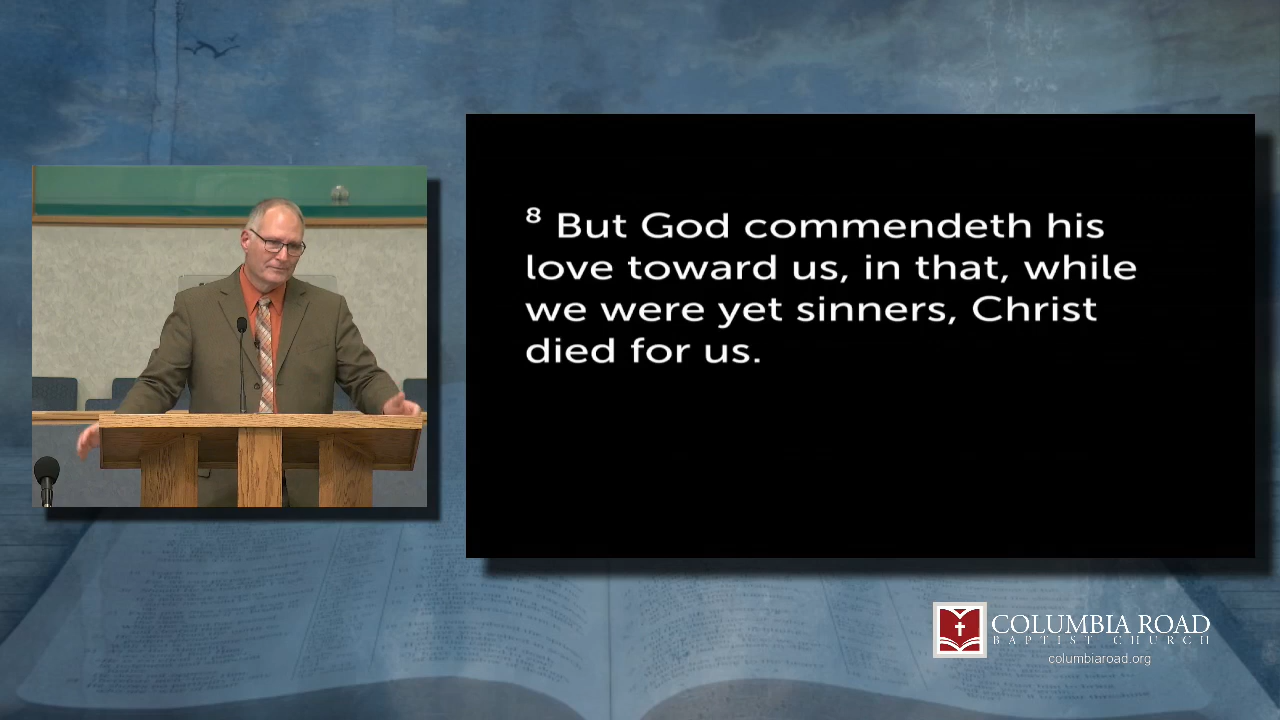 8 But God commendeth his
love toward us, in that, while
we were yet sinners, Christ
died for us.
COLUMBIA ROAD
BAPTIST CHURCH
columbiaroad.org